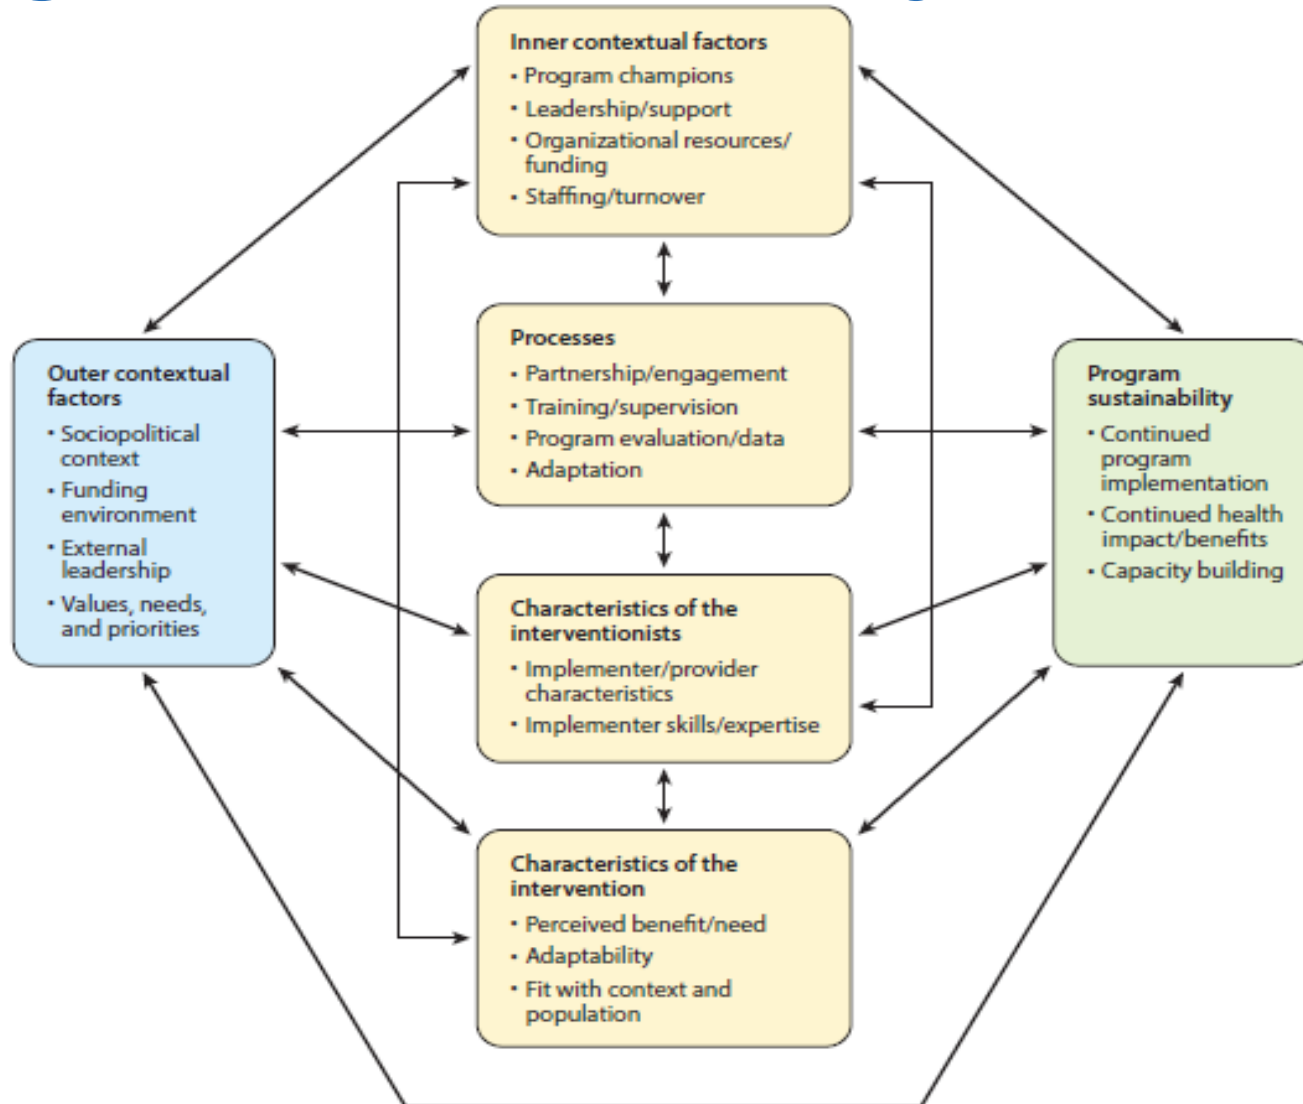 Inner contextual factors
• Program champions
• Leadership/support
• Organizational resources/
funding
• Staffing/turnover
Processes
• Partnership/engagement
• Training/supervision
• Program evaluation/data
• Adaptation
Outer contextual
factors
• Sociopolitical
context
• Funding
environment
• External
leadership
• Values, needs,
and priorities
Program
sustainability
• Continued
program
implementation
• Continued health
impact/benefits
• Capacity building
Characteristics of the
interventionists
• Implementer/provider
characteristics
• Implementer skills/expertise
Characteristics of the
intervention
• Perceived benefit/need
• Adaptability
• Fit with context and
population